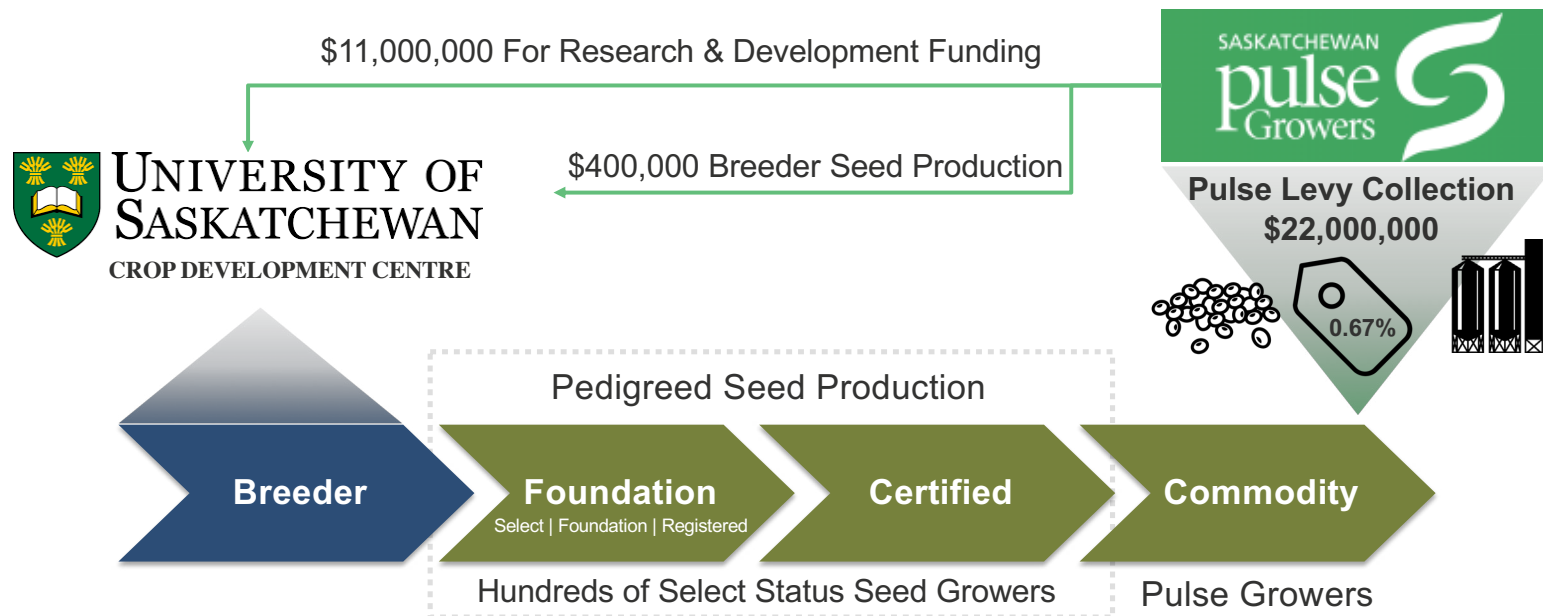 $11,000,000 For Research & Development Funding
SASKATCHEWAN
pulse
Growers
$400,000 Breeder Seed Production
UNIVERSITY OF
SASKATCHEWAN
CROP DEVELOPMENT CENTRE
Pulse Levy Collection
$22,000,000
0.67%
Pedigreed Seed Production
Breeder
Foundation
Select | Foundation | Registered
Certified
Commodity
Hundreds of Select Status Seed Growers
Pulse Growers